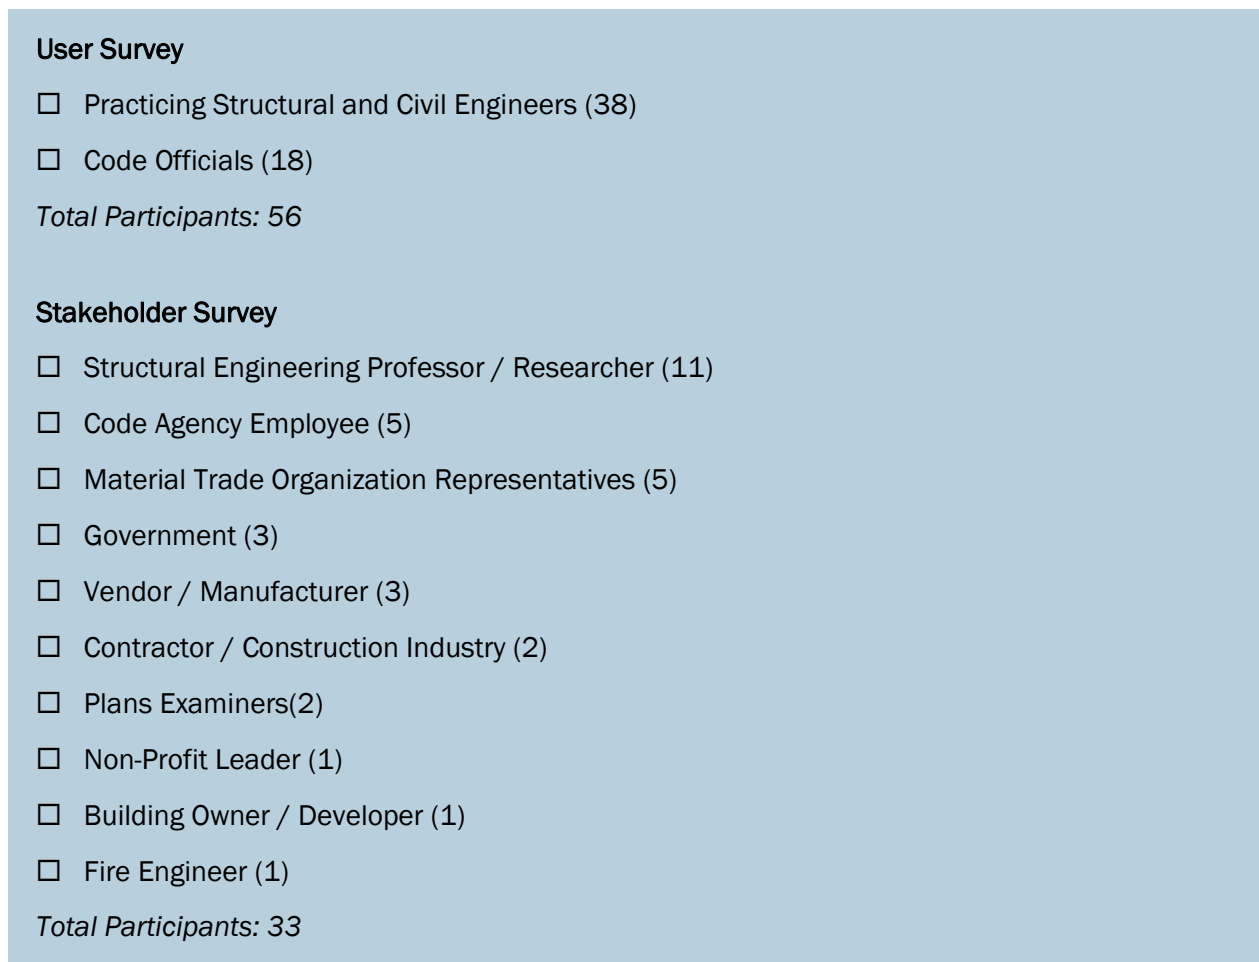 User Survey
☐ Practicing Structural and Civil Engineers (38)
☐ Code Officials (18)
Total Participants: 56
Stakeholder Survey
☐ Structural Engineering Professor / Researcher (11)
☐ Code Agency Employee (5)
☐ Material Trade Organization Representatives (5)
☐ Government (3)
☐ Vendor / Manufacturer (3)
☐ Contractor / Construction Industry (2)
☐ Plans Examiners(2)
☐ Non-Profit Leader (1)
☐ Building Owner / Developer (1)
☐ Fire Engineer (1)
Total Participants: 33